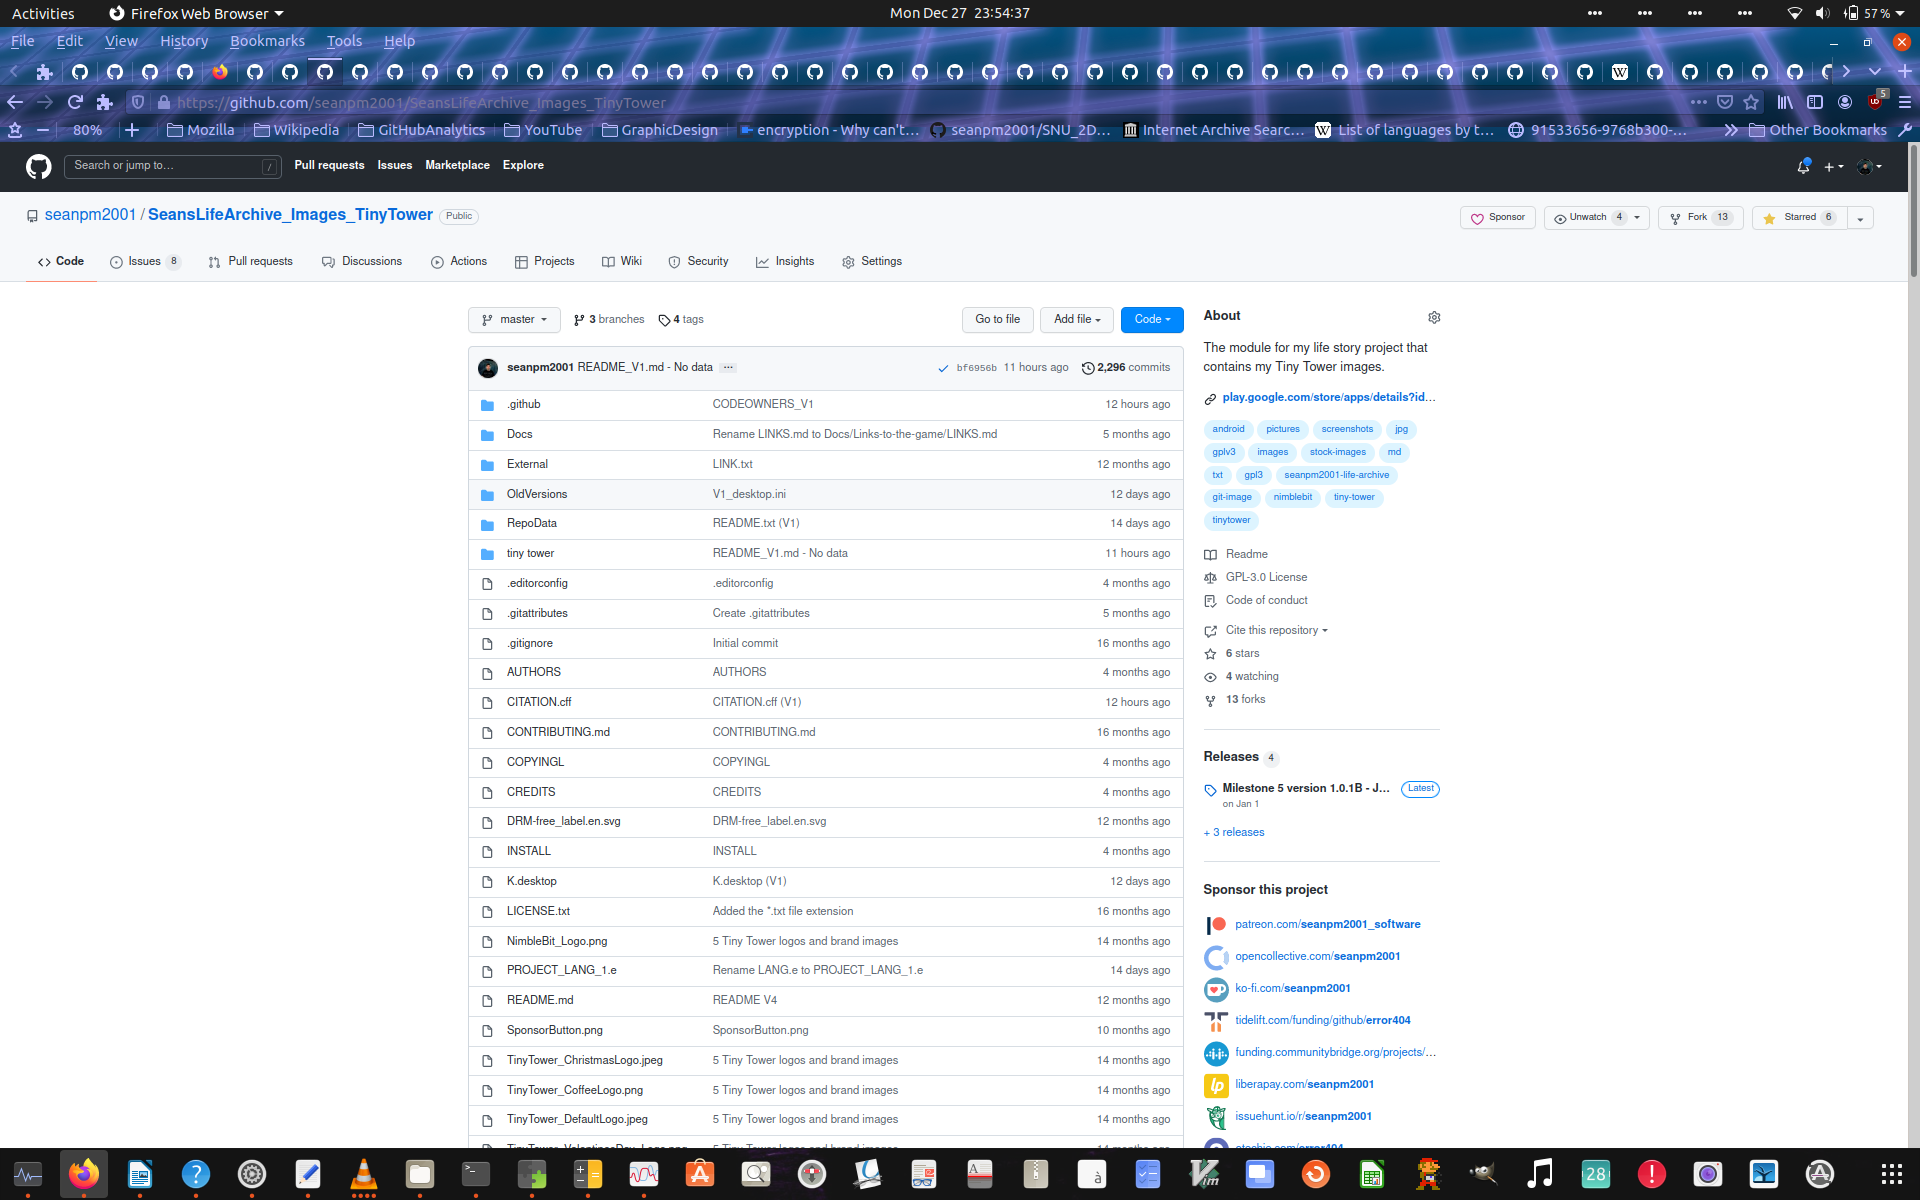 Activities Firefox Web Browser Mon Dec 27 23:54:37 57 %
File Edit View History Bookmarks Tools Help
https://github.com/seanpm2001/SeansLifeArchive_Images_TinyTower 5
80% Mozilla Wikipedia GitHubAnalytics YouTube GraphicDesign encryption - Why can't... seanpm2001/SNU_2D... Internet Archive Searc... List of languages by t... 91533656-9768b300-... Other Bookmarks
Search or jump to... / Pull requests Issues Marketplace Explore
seanpm2001 / SeansLifeArchive_Images_TinyTower Public Sponsor Unwatch 4 Fork 13 Starred 6
Code Issues 8 Pull requests Discussions Actions Projects Wiki Security Insights Settings
master 3 branches 4 tags Go to file Add file Code
seanpm2001 README_V1.md - No data ... bf6956b 11 hours ago 2,296 commits
.github CODEOWNERS_V1 12 hours ago
Docs Rename LINKS.md to Docs/Links-to-the-game/LINKS.md 5 months ago
External LINK.txt 12 months ago
OldVersions V1_desktop.ini 12 days ago
RepoData README.txt (V1) 14 days ago
tiny tower README_V1.md - No data 11 hours ago
.editorconfig .editorconfig 4 months ago
.gitattributes Create .gitattributes 5 months ago
.gitignore Initial commit 16 months ago
AUTHORS AUTHORS 4 months ago
CITATION.cff CITATION.cff (V1) 12 hours ago
CONTRIBUTING.md CONTRIBUTING.md 16 months ago
COPYINGL COPYINGL 4 months ago
CREDITS CREDITS 4 months ago
DRM-free_label.en.svg DRM-free_label.en.svg 12 months ago
INSTALL INSTALL 4 months ago
K.desktop K.desktop (V1) 12 days ago
LICENSE.txt Added the *.txt file extension 16 months ago
NimbleBit_Logo.png 5 Tiny Tower logos and brand images 14 months ago
PROJECT_LANG_1.e Rename LANG.e to PROJECT_LANG_1.e 14 days ago
README.md README V4 12 months ago
SponsorButton.png SponsorButton.png 10 months ago
TinyTower_ChristmasLogo.jpeg 5 Tiny Tower logos and brand images 14 months ago
TinyTower_CoffeeLogo.png 5 Tiny Tower logos and brand images 14 months ago
TinyTower_DefaultLogo.jpeg 5 Tiny Tower logos and brand images 14 months ago
About
The module for my life story project that
contains my Tiny Tower images.
play.google.com/store/apps/details?id...
android pictures screenshots jpg
gplv3 images stock-images md
txt gpl3 seanpm2001-life-archive
git-image nimblebit tiny-tower
tinytower
Readme
GPL-3.0 License
Code of conduct
Cite this repository
6 stars
4 watching
13 forks
Releases 4
Milestone 5 version 1.0.1B - J... Latest
on Jan 1
+ 3 releases
Sponsor this project
patreon.com/seanpm2001_software
opencollective.com/seanpm2001
ko-fi.com/seanpm2001
tidelift.com/funding/github/error404
funding.communitybridge.org/projects/...
liberapay.com/seanpm2001
issuehunt.io/r/seanpm2001
28